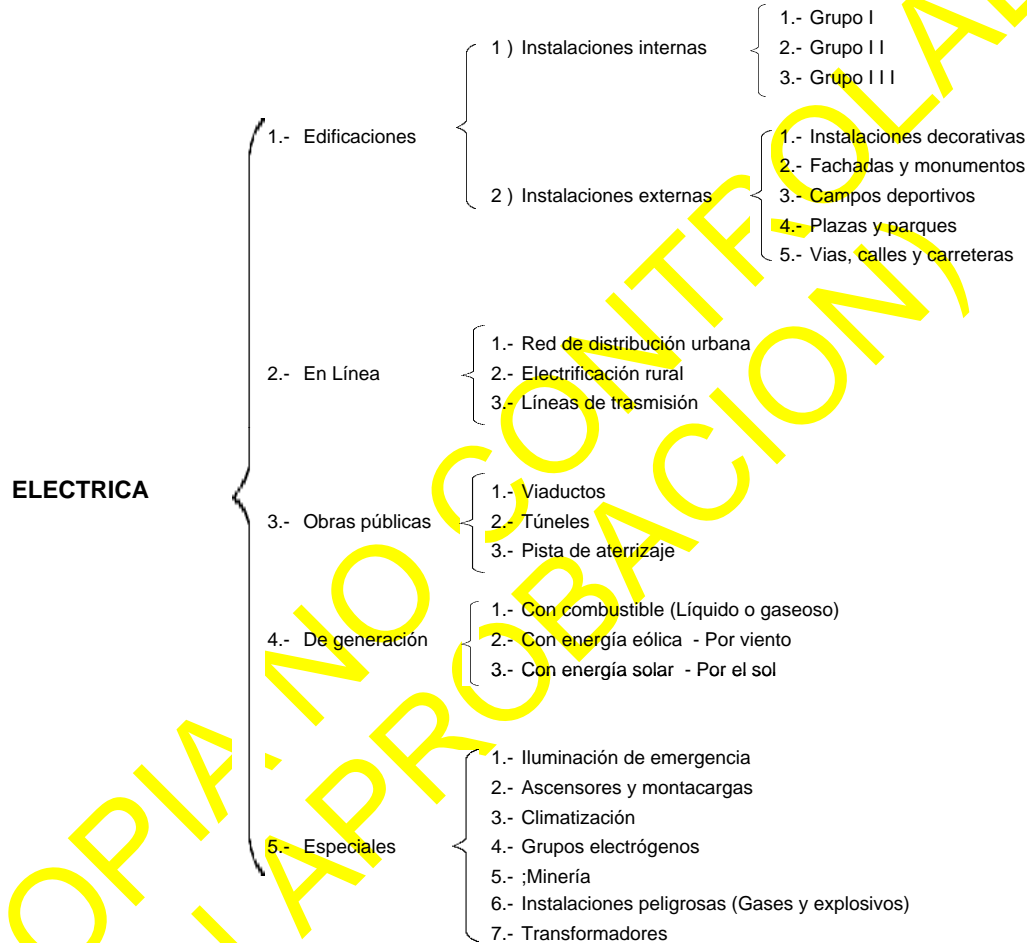 1.- Grupo I
1 ) Instalaciones internas
2.- Grupo I I
3.- Grupo I I I
1.- Edificaciones
1.- Instalaciones decorativas
2.- Fachadas y monumentos
2 ) Instalaciones externas
3.- Campos deportivos
4.- Plazas y parques
5.- Vias, calles y carreteras
1.- Red de distribución urbana
2.- En Línea
2.- Electrificación rural
3.- Líneas de trasmisión
ELECTRICA
1.- Viaductos
3.- Obras públicas
2.- Túneles
3.- Pista de aterrizaje
1.- Con combustible (Líquido o gaseoso)
4.- De generación
2.- Con energía eólica - Por viento
3.- Con energía solar - Por el sol
1.- Iluminación de emergencia
2.- Ascensores y montacargas
3.- Climatización
5.- Especiales
4.- Grupos electrógenos
5.- ;Minería
6.- Instalaciones peligrosas (Gases y explosivos)
7.- Transformadores
OPIA NO CONTROLAD
APROBACION)